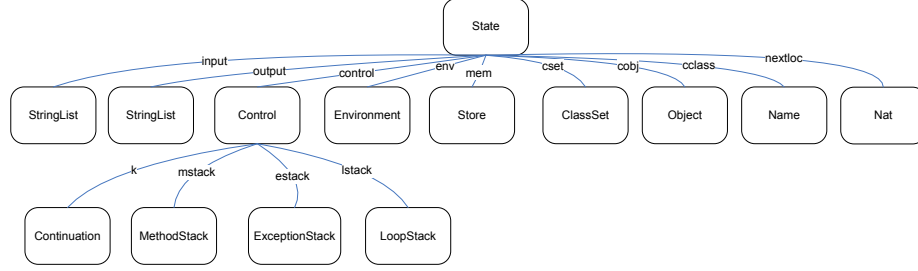 State
input
output
control
env
mem
cset
cobj
cclass
nextloc
StringList
StringList
Control
Environment
Store
ClassSet
Object
Name
Nat
k
mstack
estack
lstack
Continuation
MethodStack
ExceptionStack
LoopStack